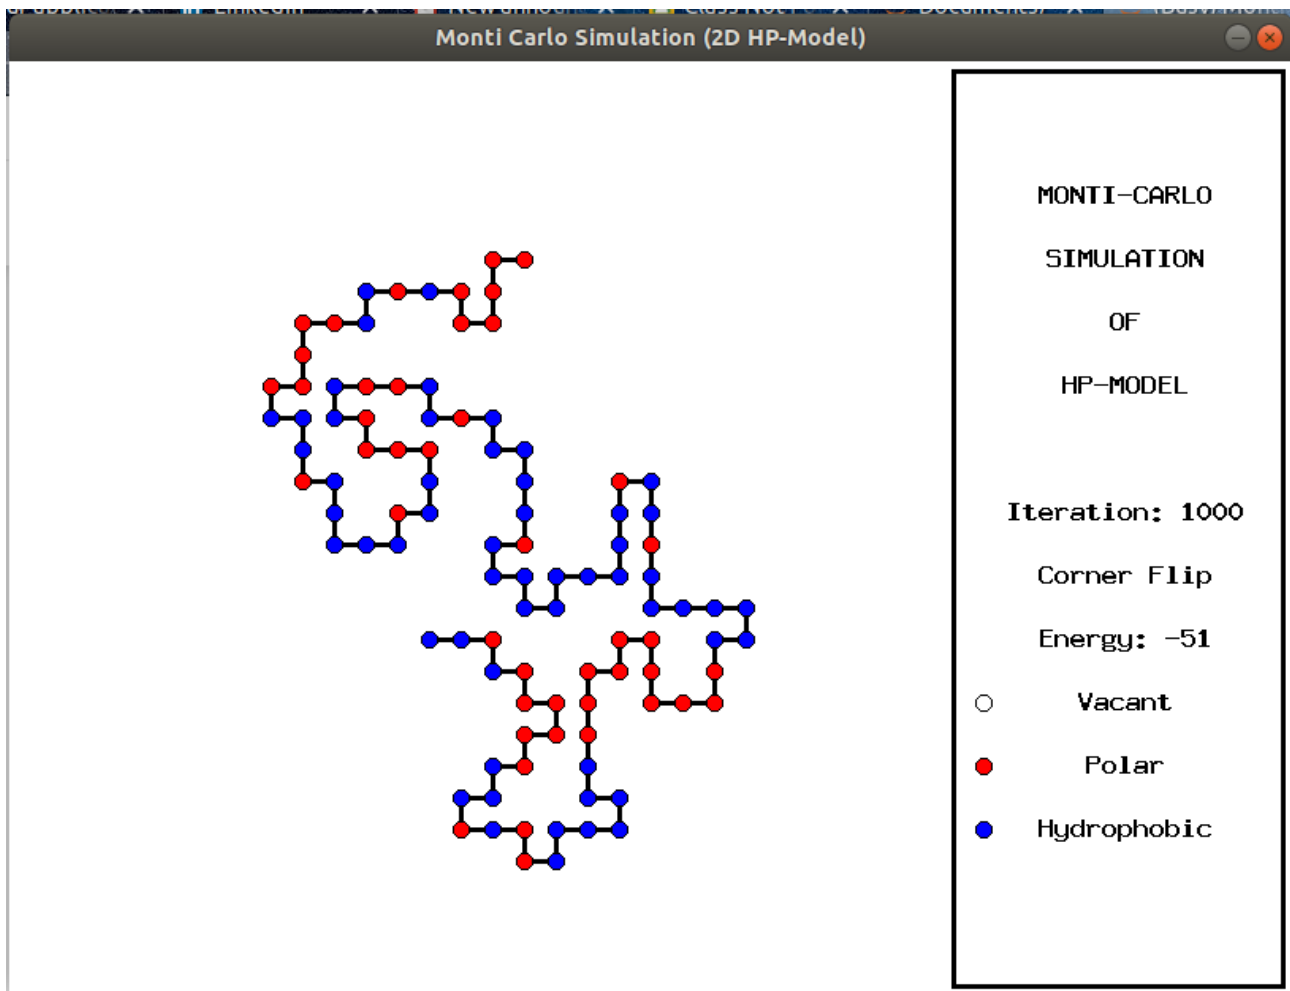 Monti Carlo Simulation (2D HP-Model)
MONTI-CARLO
SIMULATION
OF
HP-MODEL
Iteration: 1000
Corner Flip
Energy: -51
Vacant
Polar
Hydrophobic